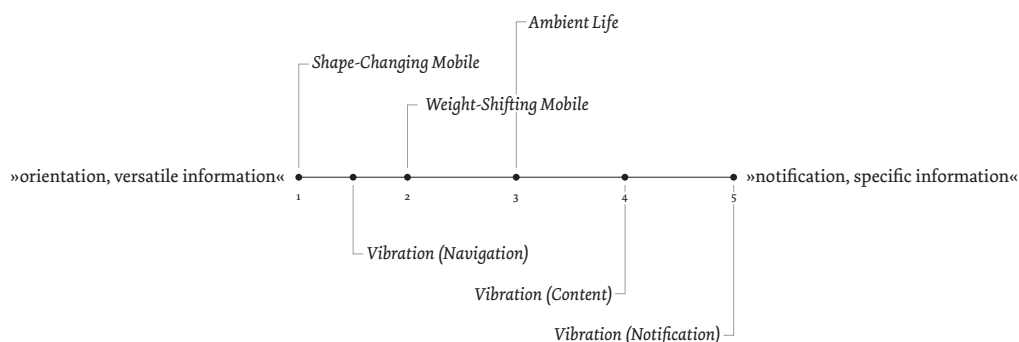 Ambient Life
Shape-Changing Mobile
Weight-Shifting Mobile
»orientation, versatile information« »notification, specific information«
1 2 3 4 5
Vibration (Navigation)
Vibration (Content)
Vibration (Notification)